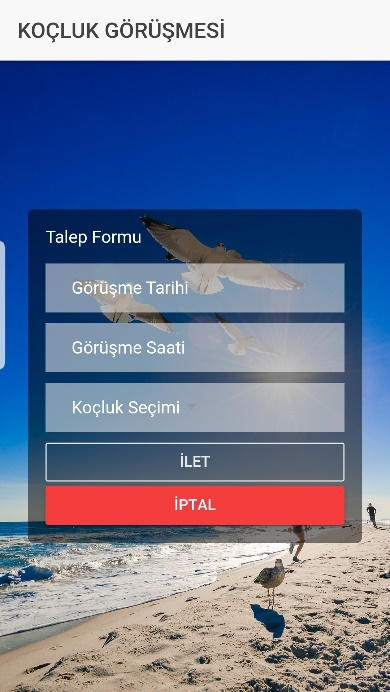 KOÇLUK GÖRÜŞMESİ
Talep Formu
Görüşme Tarihi
Görüşme Saati
Koçluk Seçimi
İLET
İPTAL